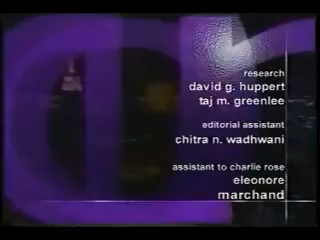 research
david g. huppert
taj m. greenlee
editorial assistant
chitra n. wadhwani
assistant to charlie rose
eleonore
marchand